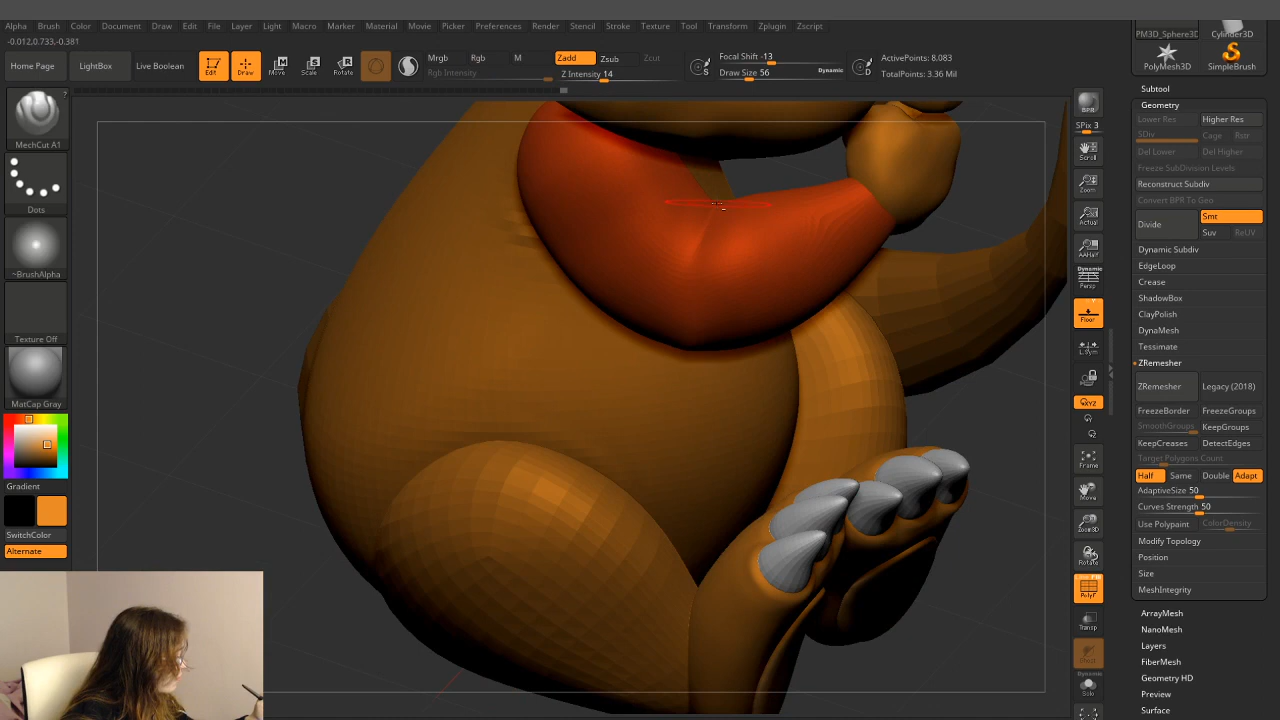 Alpha Brush Color Document Draw Edit File Layer Light Macro Marker Material Movie Picker Preferences Render Stencil Stroke Texture Tool Transform Zplugin Zscript
-0.012,0.733,-0.381
Home Page LightBox Live Boolean Edit Draw Move Scale Rotate
Mrgb Rgb M Zadd Zsub Zcut
Rgb Intensity Z Intensity 14
Focal Shift -13
Draw Size 56 Dynamic
ActivePoints: 8,083
TotalPoints: 3.36 Mil
MechCut A1
Dots
~BrushAlpha
Texture Off
MatCap Gray
Gradient
SwitchColor
Alternate
BPR
SPix 3
Scroll
Zoom
Actual
AAHalf
Dynamic
Persp
Floor
L.Sym
XYZ
Frame
Move
Zoom3D
Rotate
PolyF
Transp
Ghost
Dynamic
Solo
PM3D_Sphere3D Cylinder3D
PolyMesh3D SimpleBrush
Subtool
Geometry
Lower Res Higher Res
SDiv Cage Rstr
Del Lower Del Higher
Freeze SubDivision Levels
Reconstruct Subdiv
Convert BPR To Geo
Divide Smt
Suv ReUV
Dynamic Subdiv
EdgeLoop
Crease
ShadowBox
ClayPolish
DynaMesh
Tessimate
ZRemesher
ZRemesher Legacy (2018)
FreezeBorder FreezeGroups
SmoothGroups KeepGroups
KeepCreases DetectEdges
Target Polygons Count
Half Same Double Adapt
AdaptiveSize 50
Curves Strength 50
Use Polypaint ColorDensity
Modify Topology
Position
Size
MeshIntegrity
ArrayMesh
NanoMesh
Layers
FiberMesh
Geometry HD
Preview
Surface